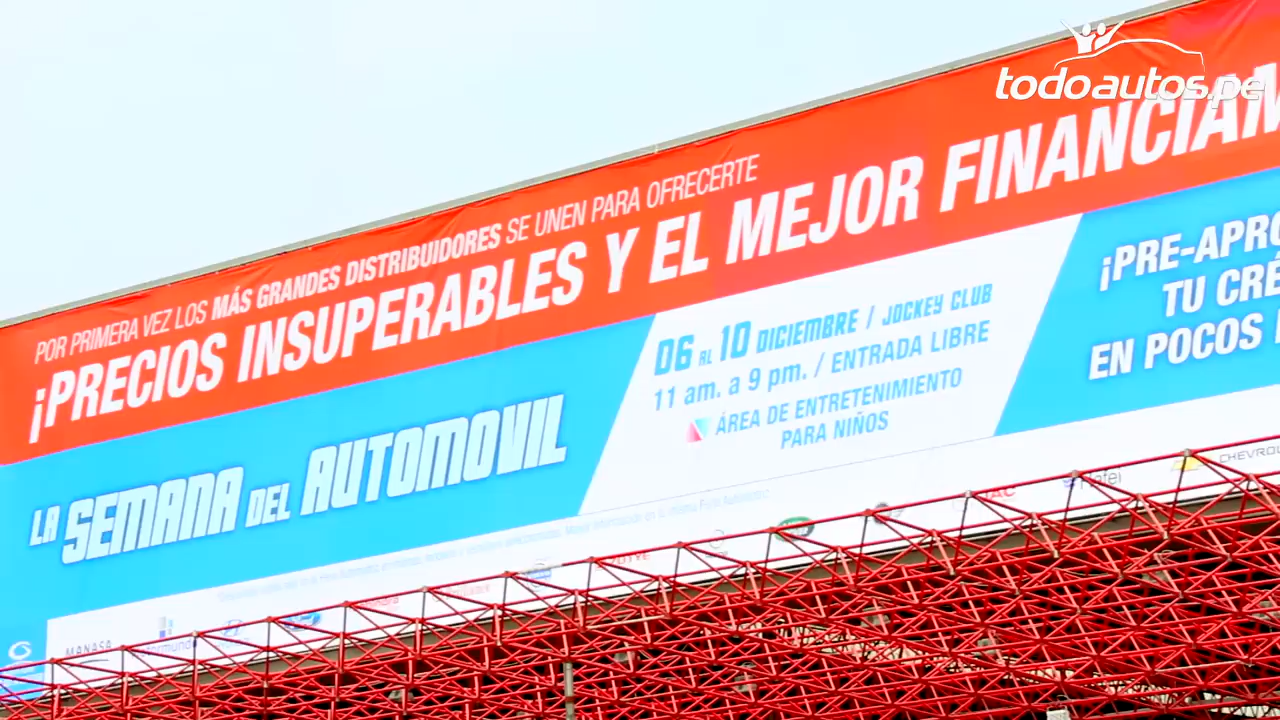 todoautos.pe
POR PRIMERA VEZ LOS MÁS GRANDES DISTRIBUIDORES SE UNEN PARA OFRECERTE
¡PRECIOS INSUPERABLES Y EL MEJOR FINANCIAM
LA SEMANA DEL AUTOMOVIL
06 AL 10 DICIEMBRE / JOCKEY CLUB
11 am. a 9 pm. / ENTRADA LIBRE
ÁREA DE ENTRETENIMIENTO
PARA NIÑOS
¡PRE-APRO
TU CRÉ
EN POCOS
MANASA
CHEVROL